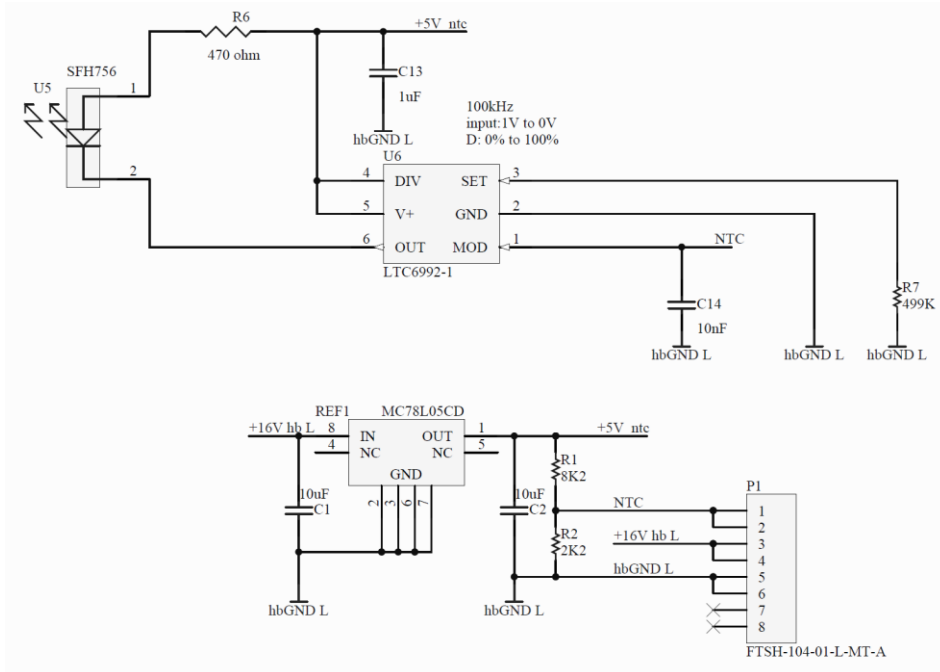 R6
+5V ntc
470 ohm
SFH756
U5
1
2
C13
1uF
hbGND L
100kHz
input:1V to 0V
D: 0% to 100%
U6
4 DIV SET 3
5 V+ GND 2
6 OUT MOD 1
LTC6992-1
NTC
C14
10nF
R7
499K
hbGND L
hbGND L
hbGND L
REF1 MC78L05CD
+16V hb L 8 IN OUT 1 +5V ntc
4 NC NC 5
GND
2 3 6 7
10uF
C1
10uF
C2
R1
8K2
R2
2K2
NTC
+16V hb L
hbGND L
P1
1
2
3
4
5
6
7
8
hbGND L
hbGND L
FTSH-104-01-L-MT-A